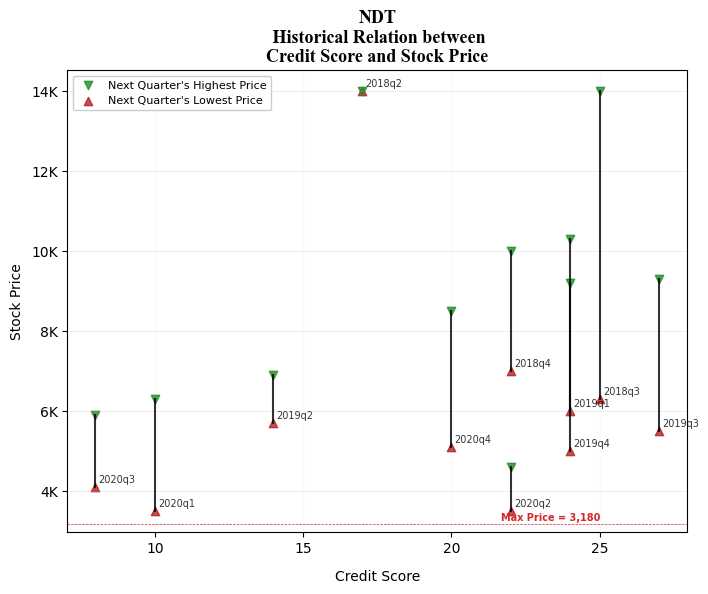 NDT
Historical Relation between
Credit Score and Stock Price
Next Quarter's Highest Price
Next Quarter's Lowest Price
2018q2
14K
12K
10K
8K
6K
4K
Stock Price
2018q4
2018q3
2019q1
2019q2
2019q3
2020q4
2019q4
2020q3
2020q1
2020q2
Max Price = 3,180
10
15
20
25
Credit Score